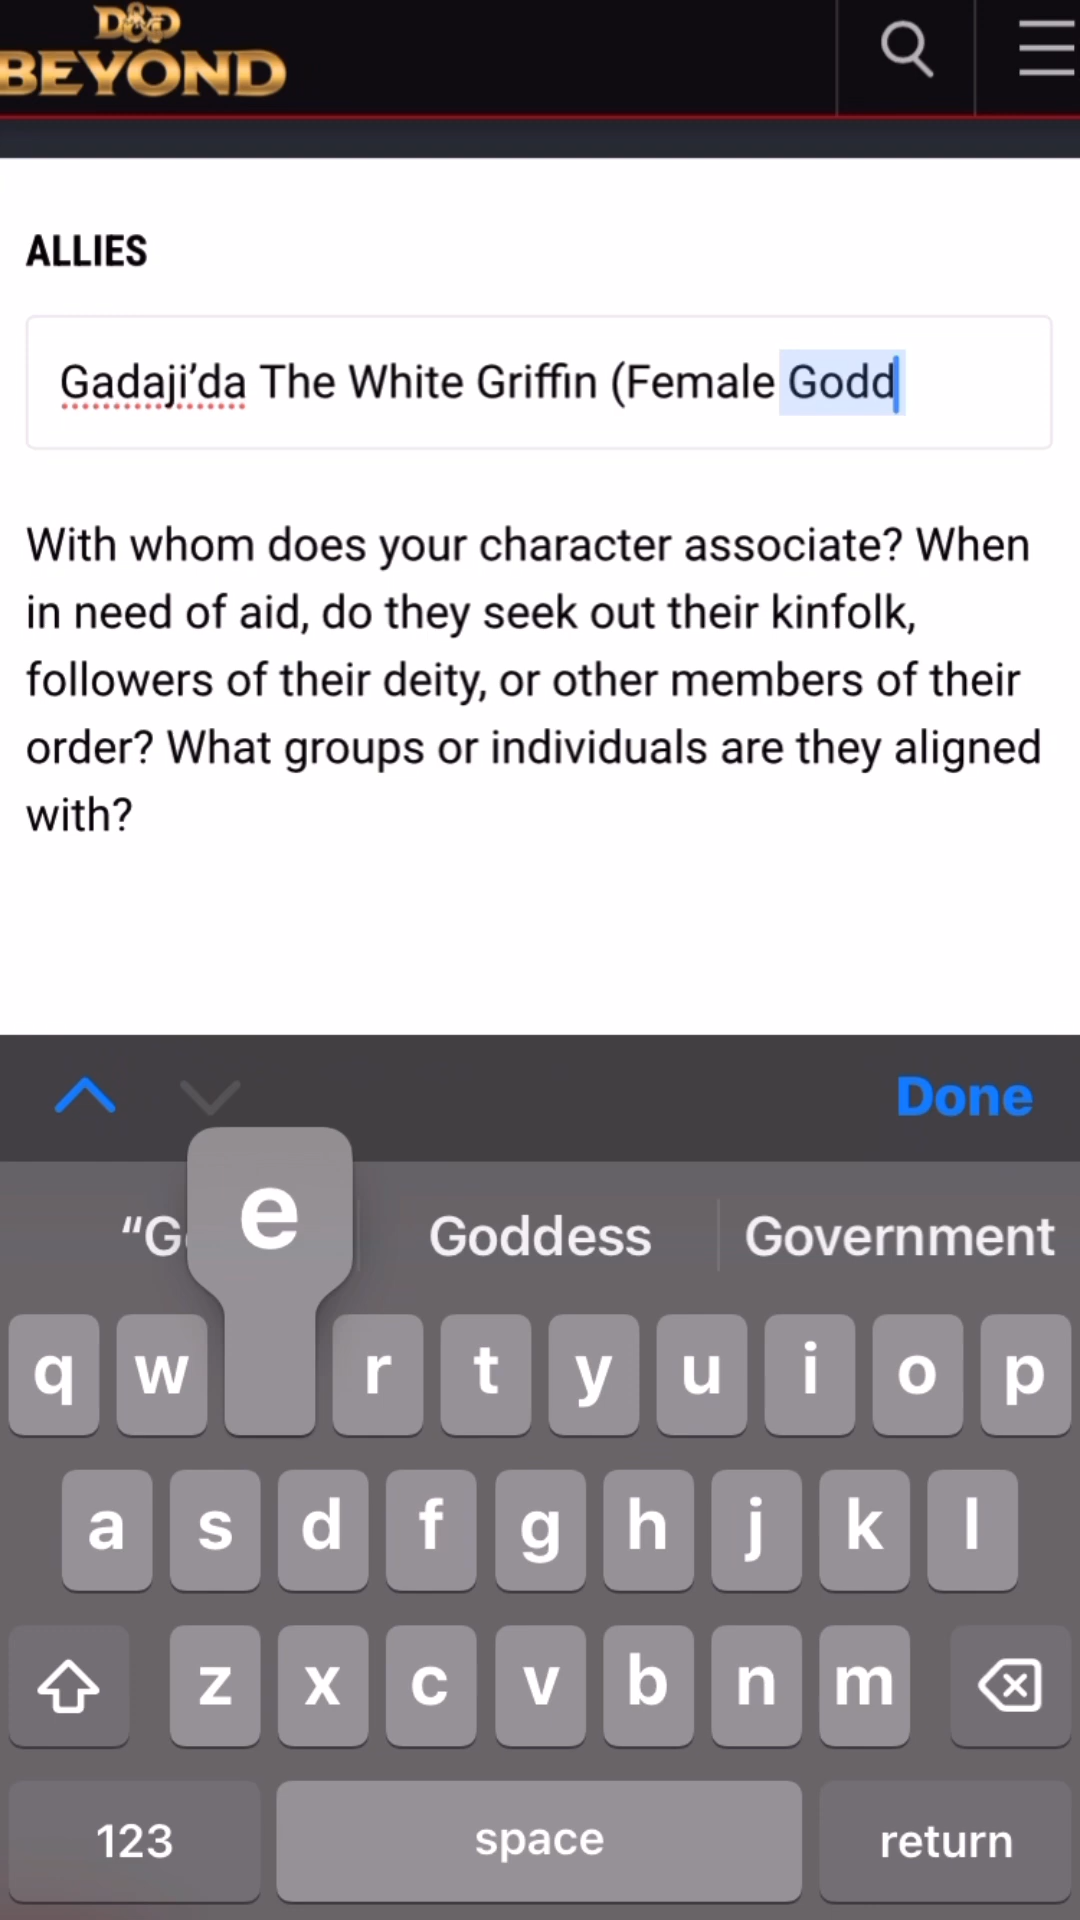 D&D
BEYOND
ALLIES
Gadaji’da The White Griffin (Female Godd
With whom does your character associate? When
in need of aid, do they seek out their kinfolk,
followers of their deity, or other members of their
order? What groups or individuals are they aligned
with?
Done
e
“G Goddess Government
q w r t y u i o p
a s d f g h j k l
z x c v b n m
123 space return